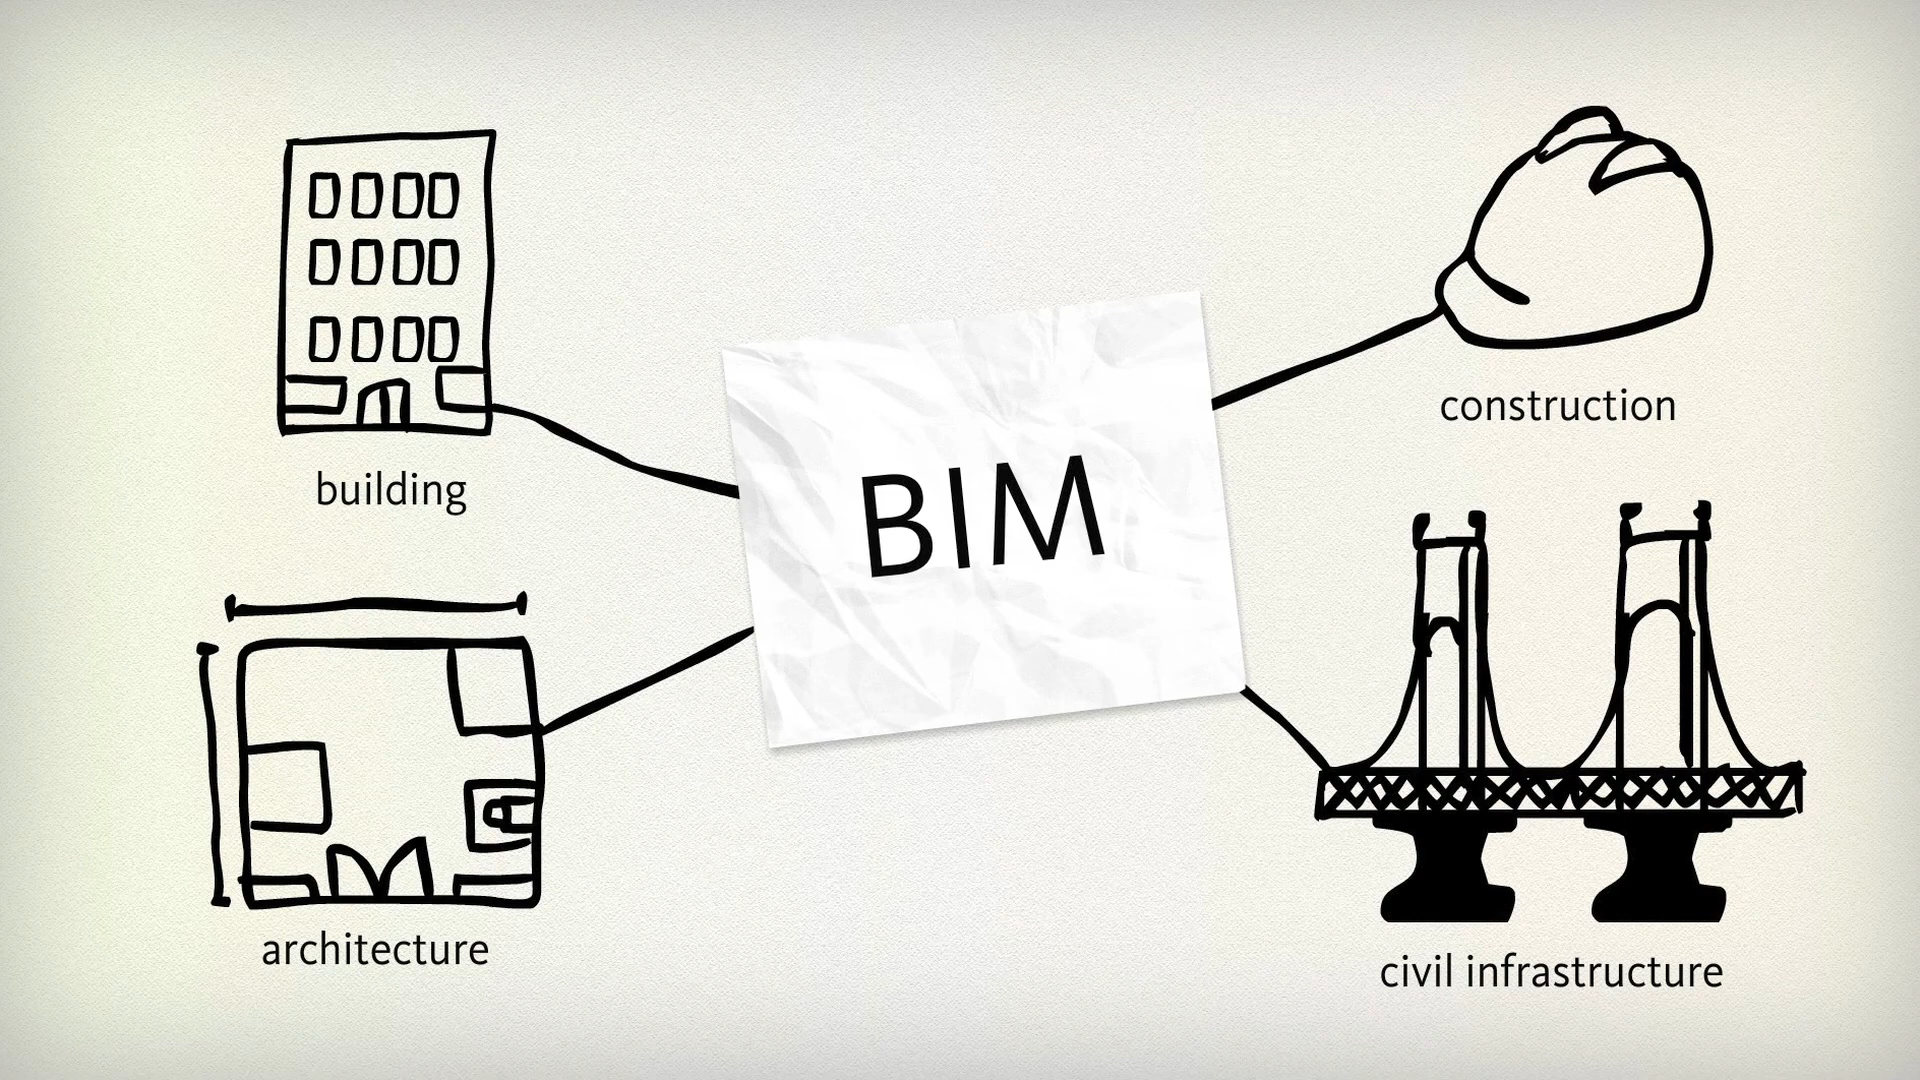 building
construction
BIM
architecture
civil infrastructure